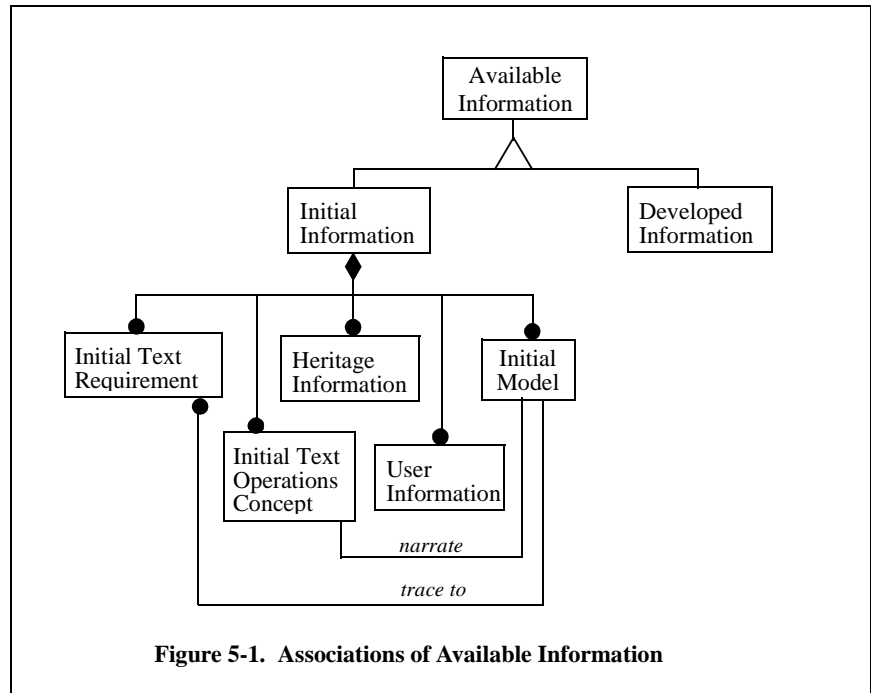 Available
Information
Initial
Information
Developed
Information
Initial Text
Requirement
Heritage
Information
Initial
Model
Initial Text
Operations
Concept
User
Information
narrate
trace to
Figure 5-1. Associations of Available Information